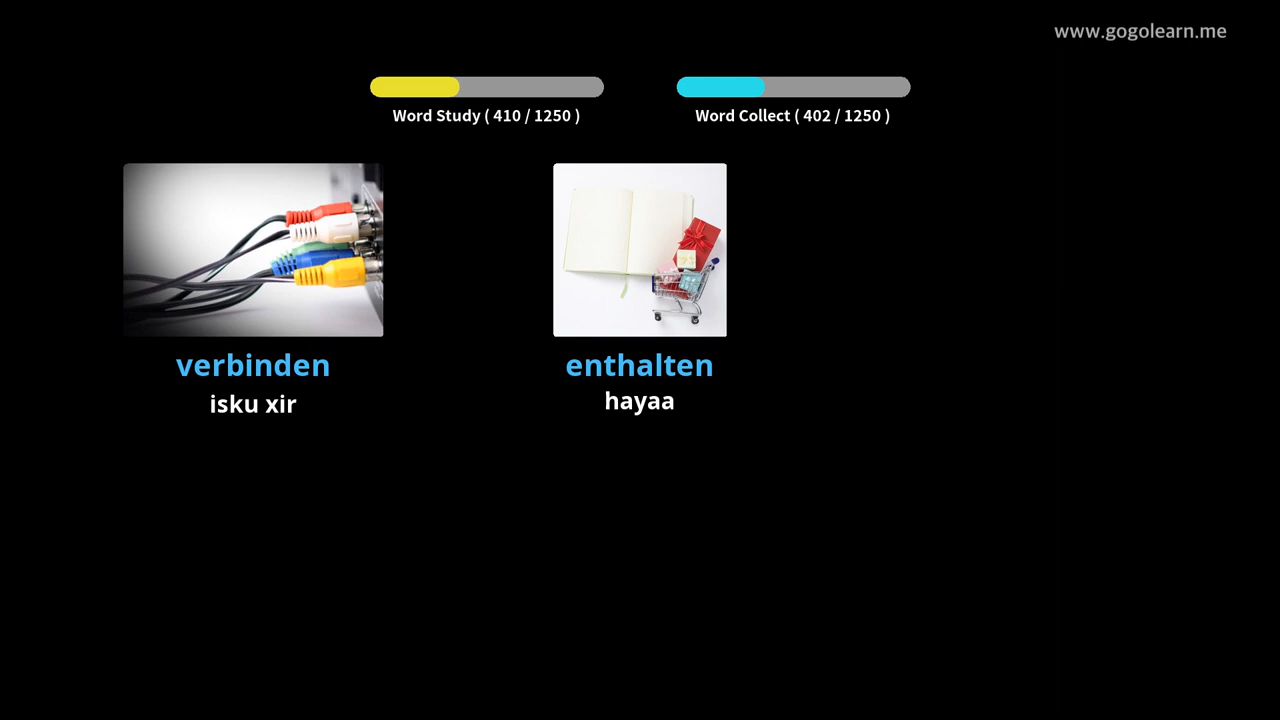 www.gogolearn.me
Word Study ( 410 / 1250 )
Word Collect ( 402 / 1250 )
verbinden
isku xir
enthalten
hayaa